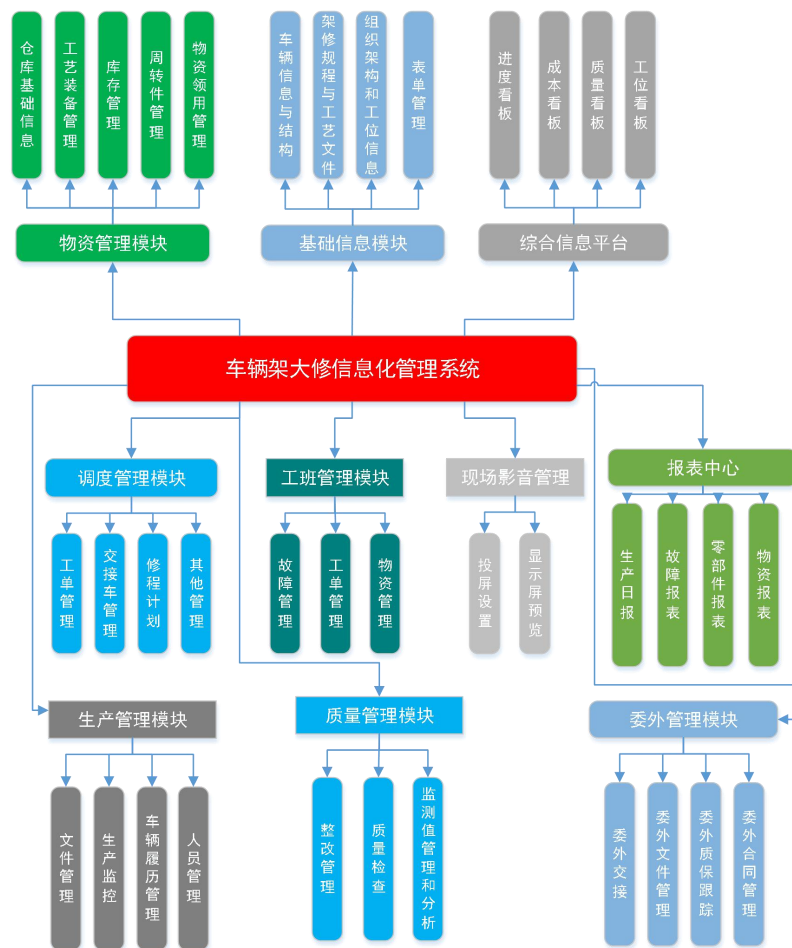 仓库基础信息
工艺装备管理
库存管理
周转件管理
物资领用管理
车辆信息与结构
架修规程与工艺文件
组织架构和工位信息
表单管理
进度看板
成本看板
质量看板
工位看板
物资管理模块
基础信息模块
综合信息平台
车辆架大修信息化管理系统
调度管理模块
工班管理模块
现场影音管理
报表中心
工单管理
交接车管理
修程计划
其他管理
故障管理
工单管理
物资管理
投屏设置
显示屏预览
生产日报
故障报表
零部件报表
物资报表
生产管理模块
质量管理模块
委外管理模块
文件管理
生产监控
车辆履历管理
人员管理
整改管理
质量检查
监测值管理和分析
委外交接
委外文件管理
委外质保跟踪
委外合同管理